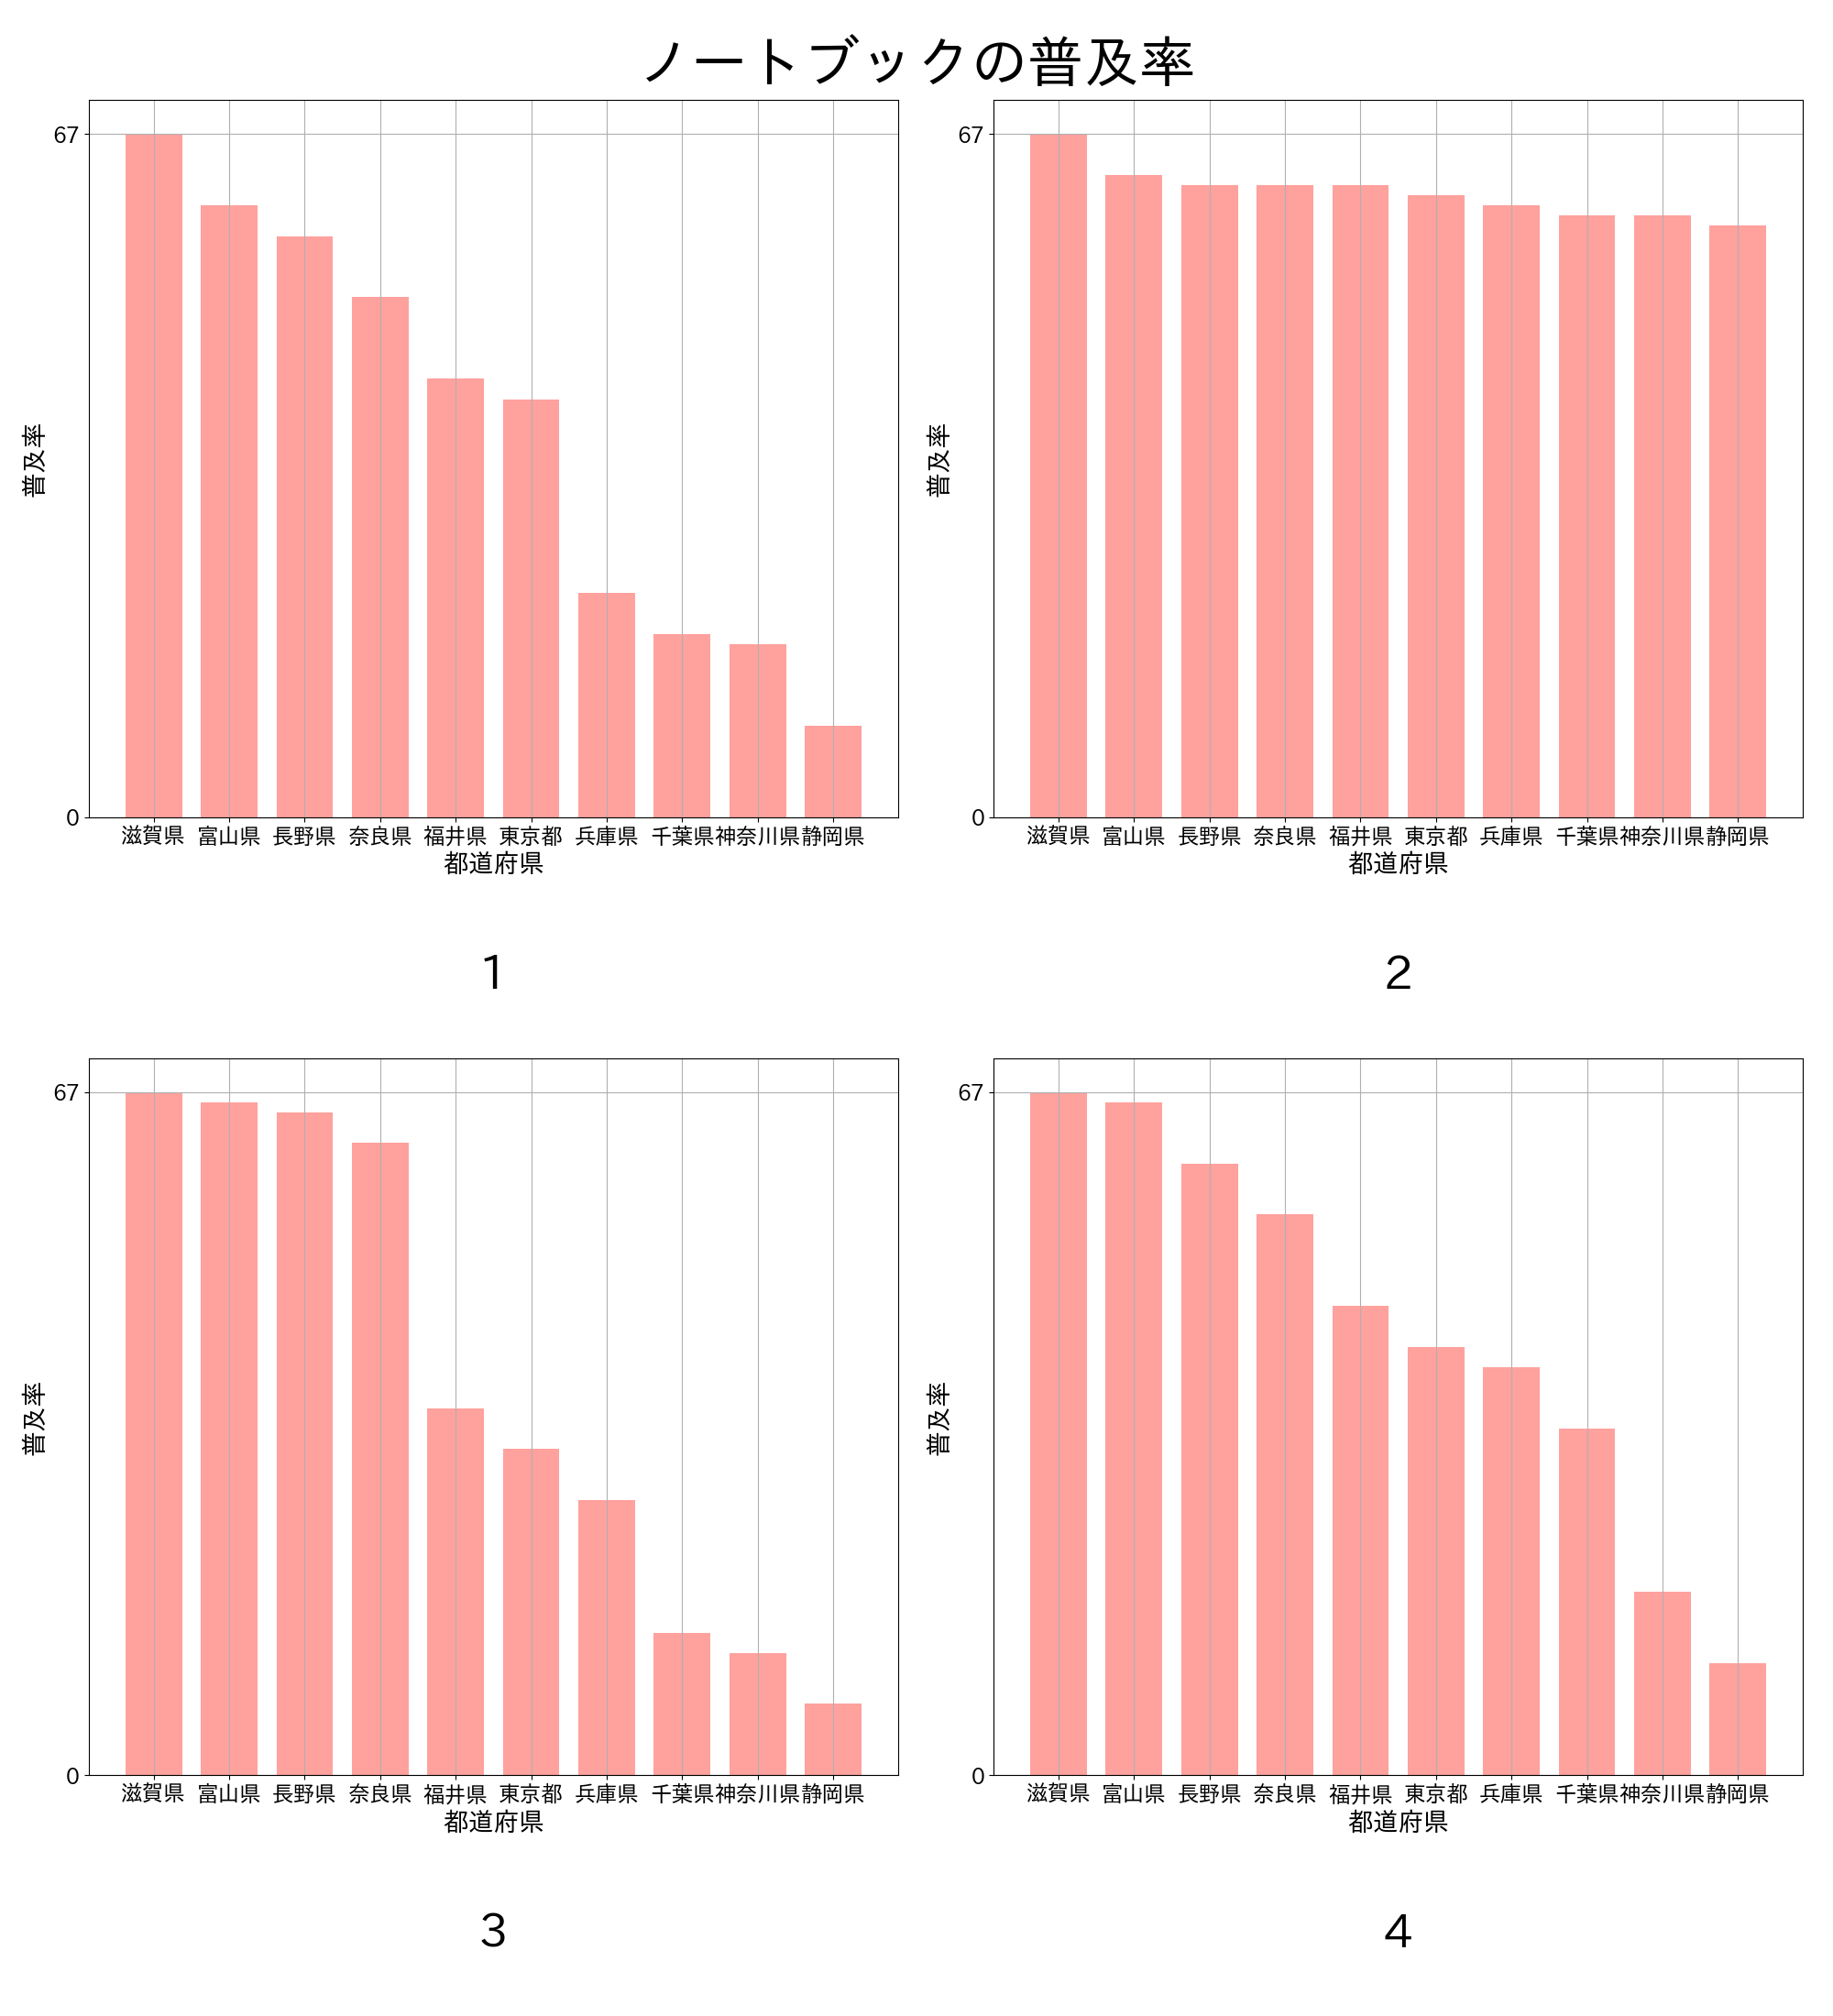 ノートブックの普及率
67
0
普及率
滋賀県 富山県 長野県 奈良県 福井県 東京都 兵庫県 千葉県 神奈川県 静岡県
都道府県
1
67
0
普及率
滋賀県 富山県 長野県 奈良県 福井県 東京都 兵庫県 千葉県 神奈川県 静岡県
都道府県
2
67
0
普及率
滋賀県 富山県 長野県 奈良県 福井県 東京都 兵庫県 千葉県 神奈川県 静岡県
都道府県
3
67
0
普及率
滋賀県 富山県 長野県 奈良県 福井県 東京都 兵庫県 千葉県 神奈川県 静岡県
都道府県
4